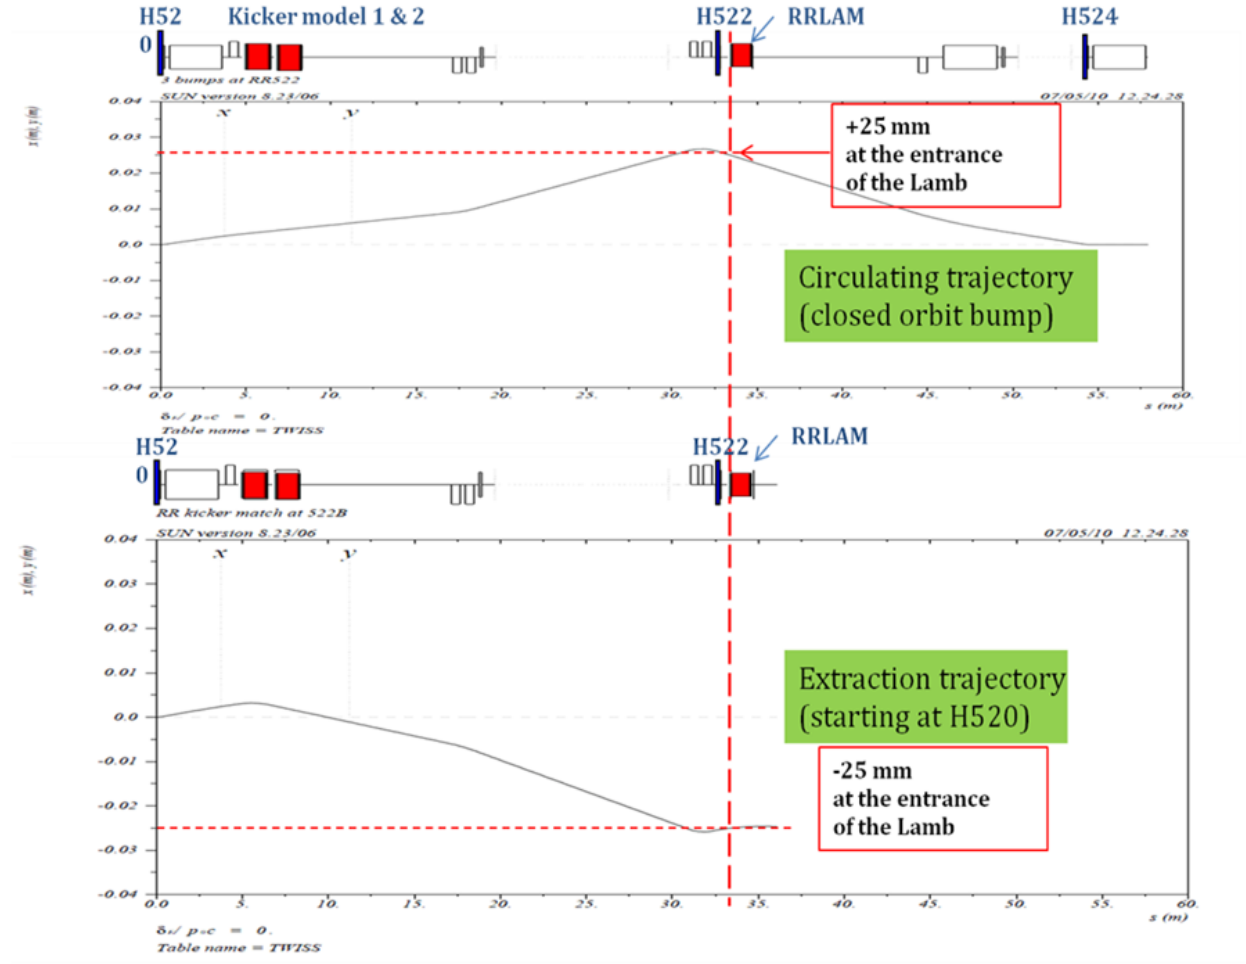 H52 Kicker model 1 & 2 H522 RRLAM H524
0
3 bumps at RR522
SUN version 8.23/06 07/05/10 12.24.28
x (m), y (m)
x y
0.04
0.03
0.02
0.01
0.0
-0.01
-0.02
-0.03
-0.04
+25 mm
at the entrance
of the Lamb
Circulating trajectory
(closed orbit bump)
0.0 5. 10. 15. 20. 25. 30. 35. 40. 45. 50. 55. 60.
s (m)
Table name = TWISS
H52 H522 RRLAM
0
RR kicker match at 522B
SUN version 8.23/06 07/05/10 12.24.28
x (m), y (m)
x y
0.04
0.03
0.02
0.01
0.0
-0.01
-0.02
-0.03
-0.04
Extraction trajectory
(starting at H520)
-25 mm
at the entrance
of the Lamb
0.0 5. 10. 15. 20. 25. 30. 35. 40. 45. 50. 55. 60.
s (m)
Table name = TWISS